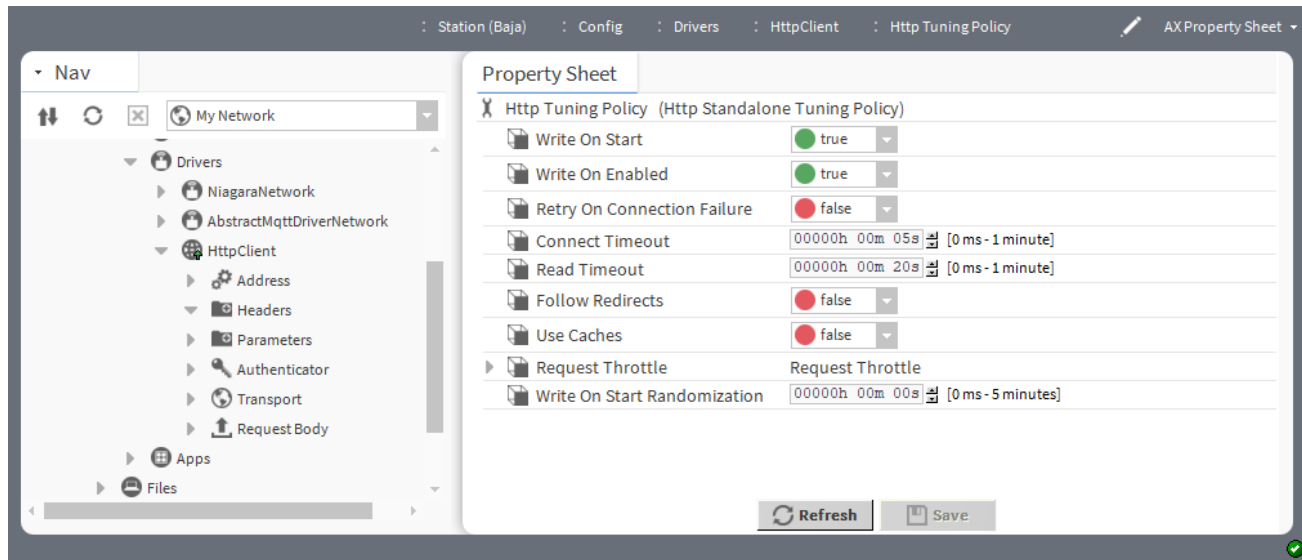 : Station (Baja) : Config : Drivers : HttpClient : Http Tuning Policy AX Property Sheet
Nav
My Network
Drivers
NiagaraNetwork
AbstractMqttDriverNetwork
HttpClient
Address
Headers
Parameters
Authenticator
Transport
Request Body
Apps
Files
Property Sheet
Http Tuning Policy (Http Standalone Tuning Policy)
Write On Start true
Write On Enabled true
Retry On Connection Failure false
Connect Timeout 00000h 00m 05s [0 ms - 1 minute]
Read Timeout 00000h 00m 20s [0 ms - 1 minute]
Follow Redirects false
Use Caches false
Request Throttle Request Throttle
Write On Start Randomization 00000h 00m 00s [0 ms - 5 minutes]
Refresh Save